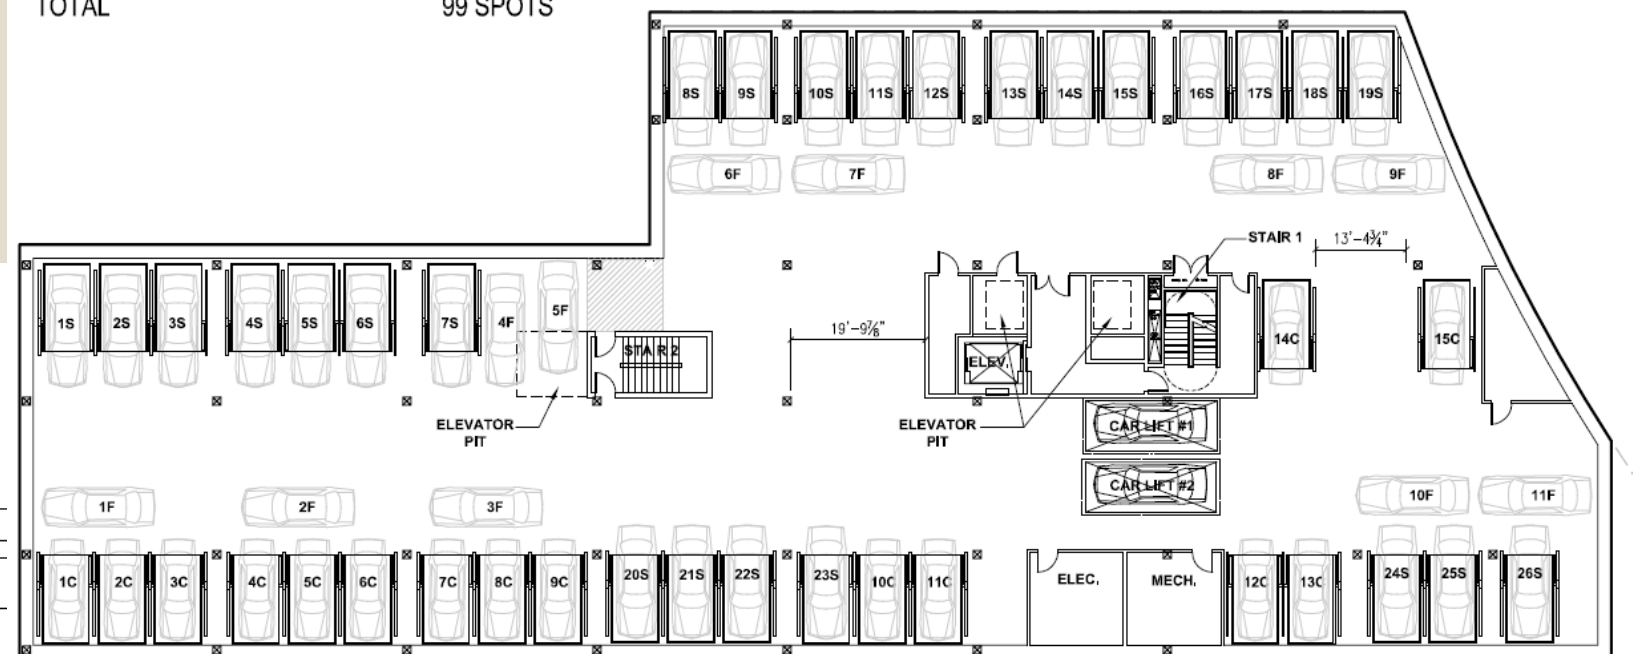 TOTAL 99 SPOTS
8S 9S 10S 11S 12S 13S 14S 15S 16S 17S 18S 19S
6F 7F 8F 9F
STAIR 1 13'-4¾"
1S 2S 3S 4S 5S 6S 7S 4F 5F
19'-9⅞"
14C 15C
STAIR 2
ELEV.
ELEVATOR
PIT
ELEVATOR
PIT
CAR LIFT #1
CAR LIFT #2
1F 2F 3F 10F 11F
1C 2C 3C 4C 5C 6C 7C 8C 9C 20S 21S 22S 23S 10C 11C ELEC. MECH. 12C 13C 24S 25S 26S